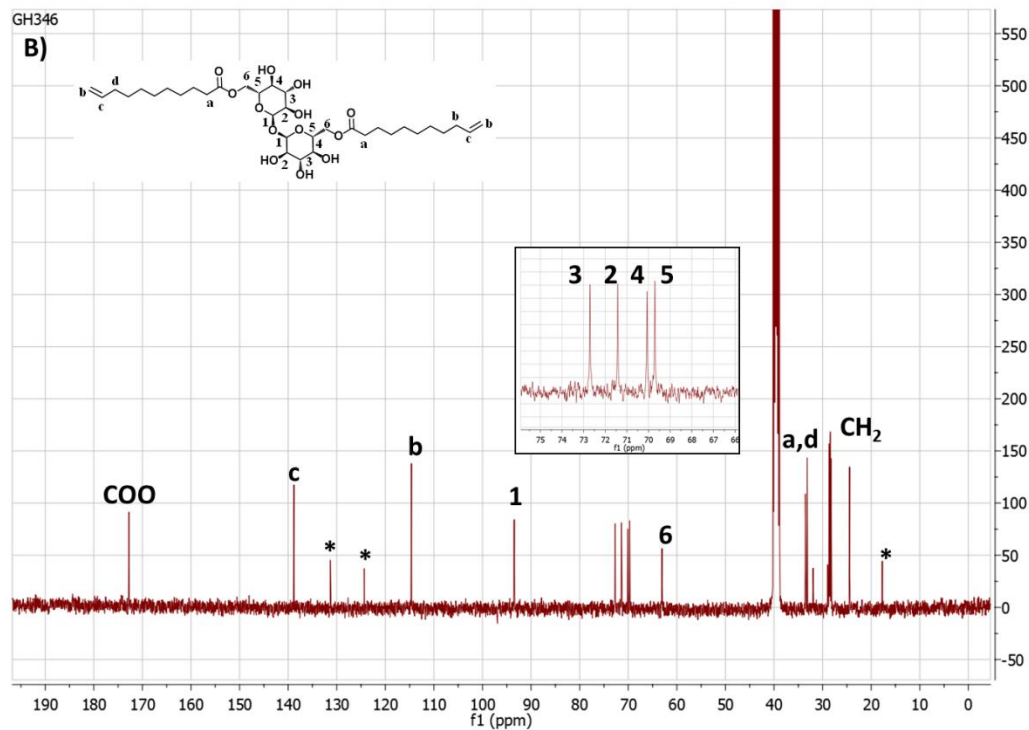 GH346
B)
b
c
d
a
O
O
6
5
HO
4
OH
3
OH
2
O
1
O
O
5
6
O
O
a
b
c
b
1
4
HO
2
3
OH
OH
OH
3 2 4 5
75 74 73 72 71 70 69 68 67 66
f1 (ppm)
COO
c
*
*
b
1
6
a,d
CH₂
*
550
500
450
400
350
300
250
200
150
100
50
0
-50
190 180 170 160 150 140 130 120 110 100 90 80 70 60 50 40 30 20 10 0
f1 (ppm)